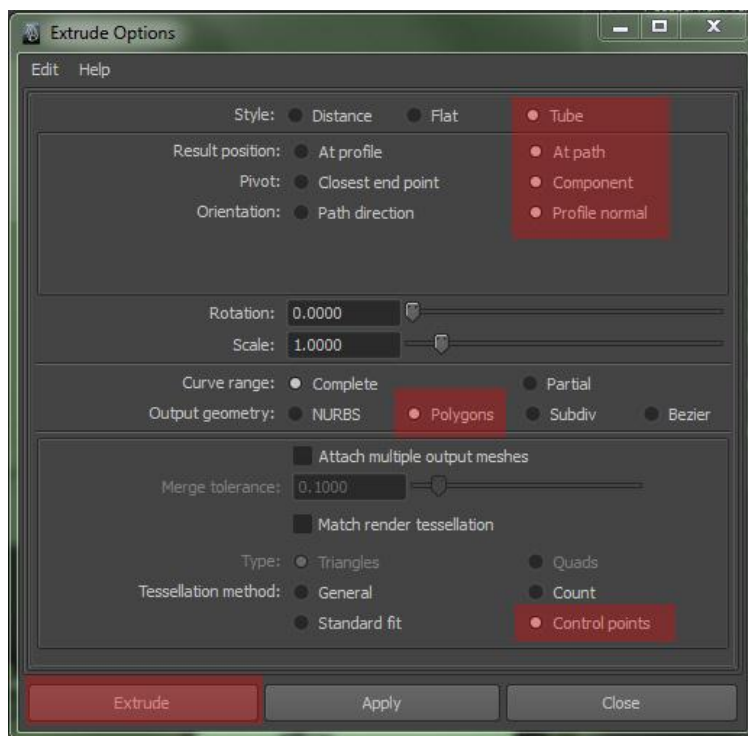 Extrude Options
Edit Help
Style: Distance Flat Tube
Result position: At profile At path
Pivot: Closest end point Component
Orientation: Path direction Profile normal
Rotation: 0.0000
Scale: 1.0000
Curve range: Complete Partial
Output geometry: NURBS Polygons Subdiv Bezier
Attach multiple output meshes
Merge tolerance: 0.1000
Match render tessellation
Type: Triangles Quads
Tessellation method: General Count
Standard fit Control points
Extrude Apply Close